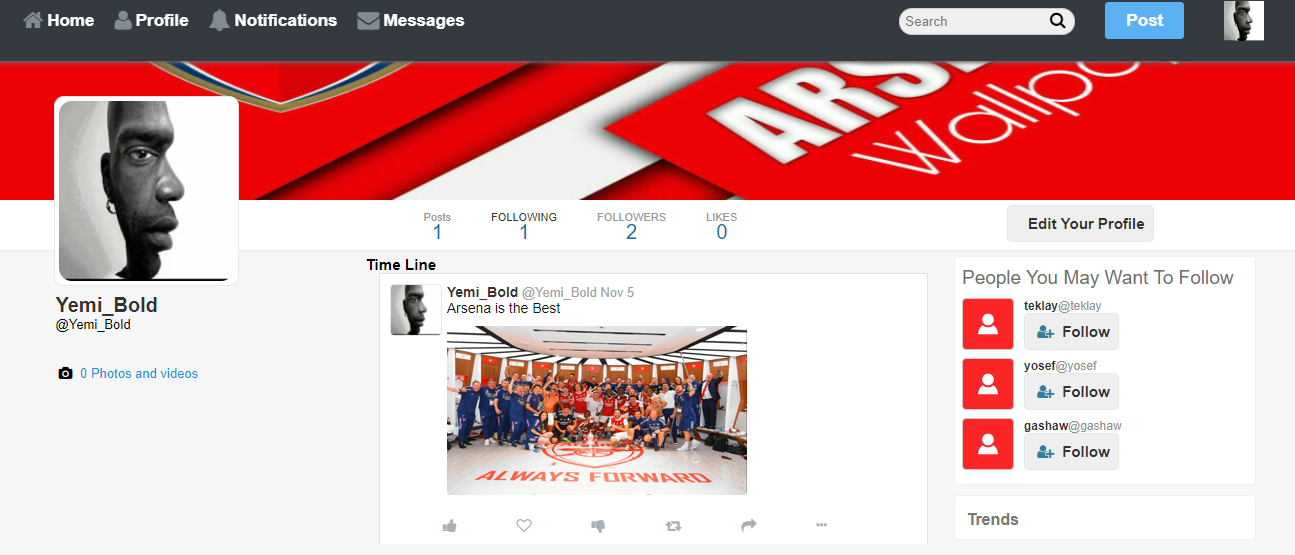 Home Profile Notifications Messages Search Post
ARSE
Wallpap
Posts FOLLOWING FOLLOWERS LIKES
1 1 2 0
Edit Your Profile
Yemi_Bold
@Yemi_Bold
0 Photos and videos
Time Line
Yemi_Bold @Yemi_Bold Nov 5
Arsena is the Best
ALWAYS FORWARD
People You May Want To Follow
teklay@teklay
Follow
yosef@yosef
Follow
gashaw@gashaw
Follow
Trends